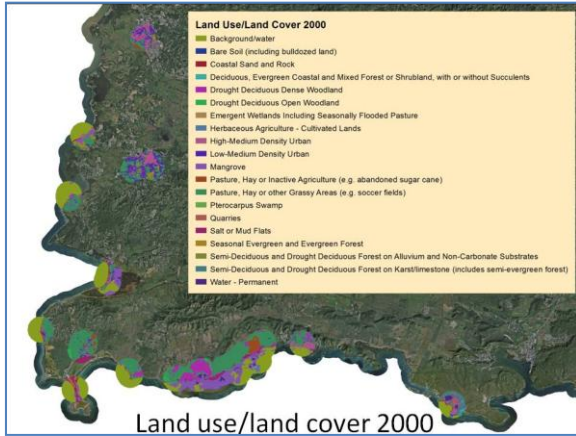 Land Use/Land Cover 2000
Background/water
Bare Soil (including bulldozed land)
Coastal Sand and Rock
Deciduous, Evergreen Coastal and Mixed Forest or Shrubland, with or without Succulents
Drought Deciduous Dense Woodland
Drought Deciduous Open Woodland
Emergent Wetlands Including Seasonally Flooded Pasture
Herbaceous Agriculture - Cultivated Lands
High-Medium Density Urban
Low-Medium Density Urban
Mangrove
Pasture, Hay or Inactive Agriculture (e.g. abandoned sugar cane)
Pasture, Hay or other Grassy Areas (e.g. soccer fields)
Pterocarpus Swamp
Quarries
Salt or Mud Flats
Seasonal Evergreen and Evergreen Forest
Semi-Deciduous and Drought Deciduous Forest on Alluvium and Non-Carbonate Substrates
Semi-Deciduous and Drought Deciduous Forest on Karst/limestone (includes semi-evergreen forest)
Water - Permanent
Land use/land cover 2000